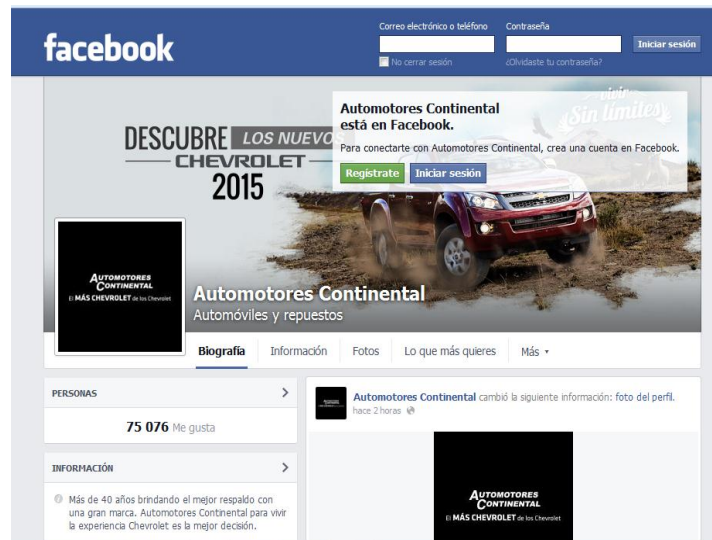 Correo electrónico o teléfono
Contraseña
facebook
Iniciar sesión
No cerrar sesión
¿Olvidaste tu contraseña?
vivir
Sin límites
DESCUBRE LOS NUEVOS
CHEVROLET
2015
Automotores Continental
está en Facebook.
Para conectarte con Automotores Continental, crea una cuenta en Facebook.
Regístrate
Iniciar sesión
AUTOMOTORES
CONTINENTAL
El MÁS CHEVROLET de los Chevrolet
Automotores Continental
Automóviles y repuestos
Biografía
Información
Fotos
Lo que más quieres
Más
PERSONAS
75 076 Me gusta
INFORMACIÓN
Más de 40 años brindando el mejor respaldo con
una gran marca. Automotores Continental para vivir
la experiencia Chevrolet es la mejor decisión.
Automotores Continental cambió la siguiente información: foto del perfil.
hace 2 horas
AUTOMOTORES
CONTINENTAL
El MÁS CHEVROLET de los Chevrolet